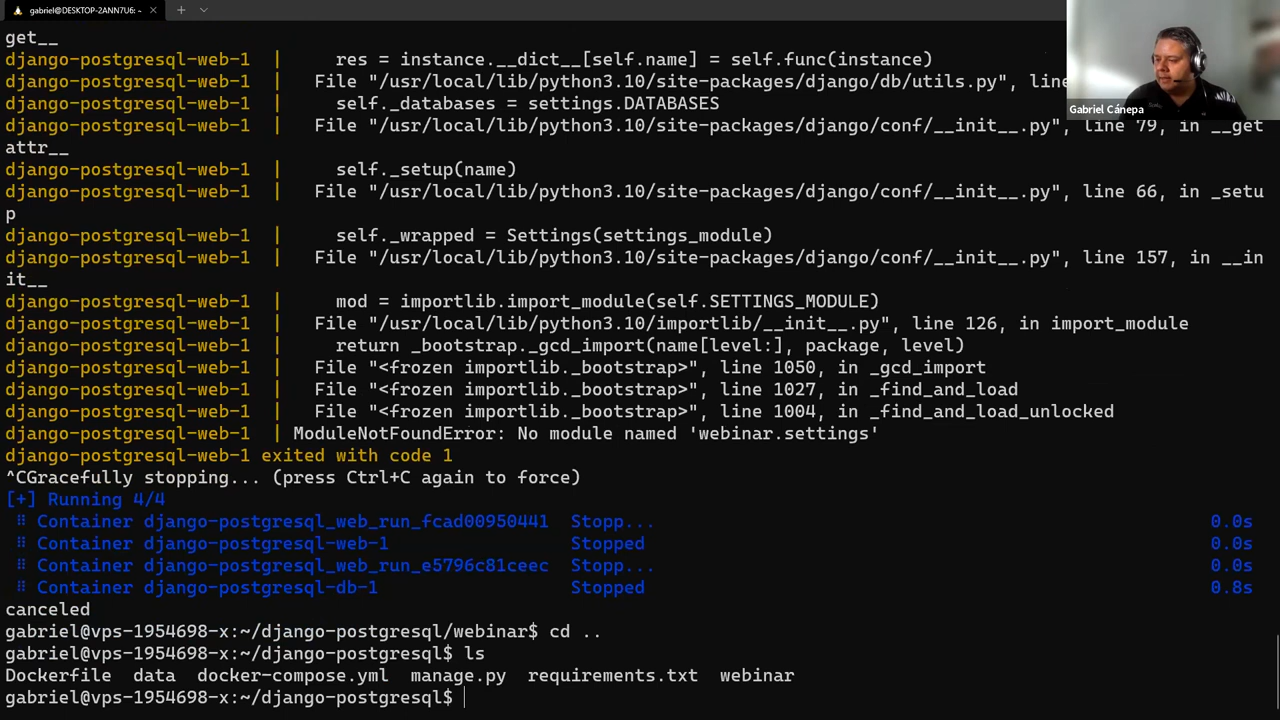 gabriel@DESKTOP-2ANN7U6: ~
get__
django-postgresql-web-1  |     res = instance.__dict__[self.name] = self.func(instance)
django-postgresql-web-1  |   File "/usr/local/lib/python3.10/site-packages/django/db/utils.py", line
django-postgresql-web-1  |     self._databases = settings.DATABASES
Gabriel Cánepa
django-postgresql-web-1  |   File "/usr/local/lib/python3.10/site-packages/django/conf/__init__.py", line 79, in __get
attr__
django-postgresql-web-1  |     self._setup(name)
django-postgresql-web-1  |   File "/usr/local/lib/python3.10/site-packages/django/conf/__init__.py", line 66, in _setu
p
django-postgresql-web-1  |     self._wrapped = Settings(settings_module)
django-postgresql-web-1  |   File "/usr/local/lib/python3.10/site-packages/django/conf/__init__.py", line 157, in __in
it__
django-postgresql-web-1  |     mod = importlib.import_module(self.SETTINGS_MODULE)
django-postgresql-web-1  |   File "/usr/local/lib/python3.10/importlib/__init__.py", line 126, in import_module
django-postgresql-web-1  |     return _bootstrap._gcd_import(name[level:], package, level)
django-postgresql-web-1  |   File "<frozen importlib._bootstrap>", line 1050, in _gcd_import
django-postgresql-web-1  |   File "<frozen importlib._bootstrap>", line 1027, in _find_and_load
django-postgresql-web-1  |   File "<frozen importlib._bootstrap>", line 1004, in _find_and_load_unlocked
django-postgresql-web-1  | ModuleNotFoundError: No module named 'webinar.settings'
django-postgresql-web-1 exited with code 1
^CGracefully stopping... (press Ctrl+C again to force)
[+] Running 4/4
 ⠿ Container django-postgresql_web_run_fcad00950441  Stopp...  0.0s
 ⠿ Container django-postgresql-web-1                 Stopped  0.0s
 ⠿ Container django-postgresql_web_run_e5796c81ceec  Stopp...  0.0s
 ⠿ Container django-postgresql-db-1                  Stopped  0.8s
canceled
gabriel@vps-1954698-x:~/django-postgresql/webinar$ cd ..
gabriel@vps-1954698-x:~/django-postgresql$ ls
Dockerfile  data  docker-compose.yml  manage.py  requirements.txt  webinar
gabriel@vps-1954698-x:~/django-postgresql$